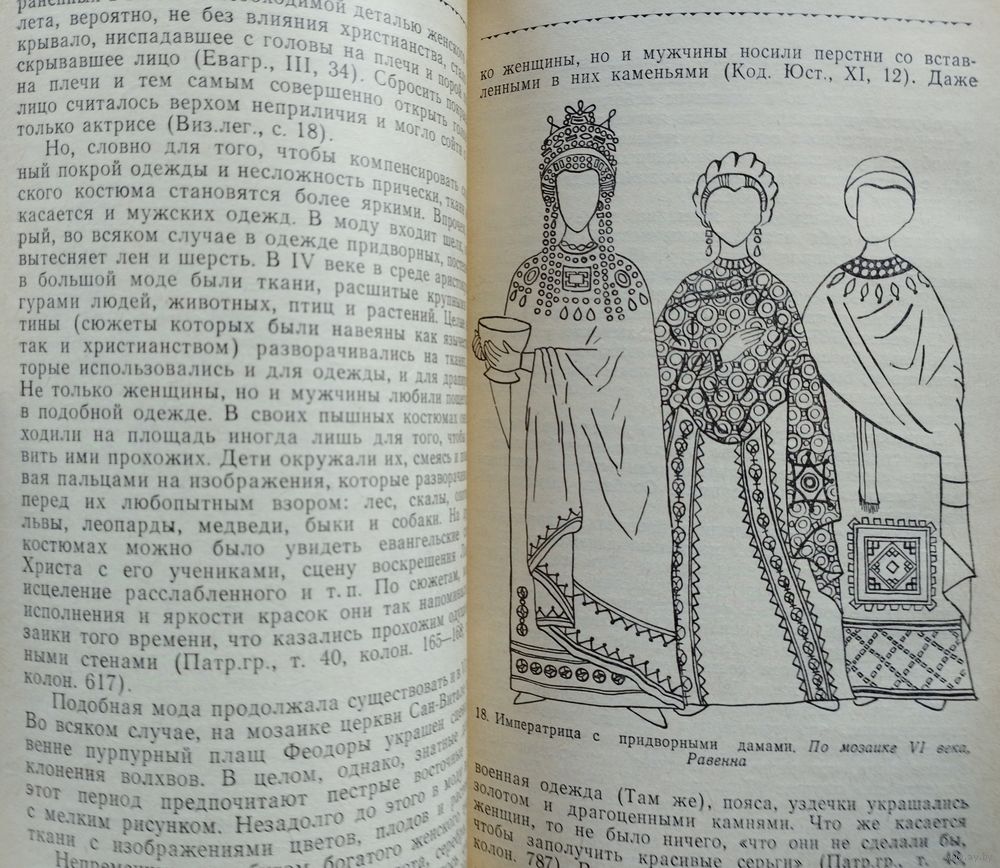 лета, вероятно, не без влияния христианства,
крывало, ниспадавшее с головы на плечи и порой
скрывавшее лицо (Евагр., III, 34). Сбросить
на плечи и тем самым совершенно открыть
лицо считалось верхом неприличия и могло сойти
только актрисе (Виз.лег., с. 18).
Но, словно для того, чтобы компенсировать
ный покрой одежды и несложность прически, ткани
ского костюма становятся более яркими. Впрочем,
касается и мужских одежд. В моду входит шелк,
рый, во всяком случае в одежде придворных,
вытесняет лен и шерсть. В IV веке в среде
в большой моде были ткани, расшитые крупными
гурами людей, животных, птиц и растений. Целые
тины (сюжеты которых были навеяны как
так и христианством) разворачивались на
торые использовались и для одежды, и для
Не только женщины, но и мужчины любили
в подобной одежде. В своих пышных костюмах
ходили на площадь иногда лишь для того, чтобы
вить ими прохожих. Дети окружали их, смеясь и
вая пальцами на изображения, которые
перед их любопытным взором: лес, скалы,
львы, леопарды, медведи, быки и собаки. На
костюмах можно было увидеть евангельские
Христа с его учениками, сцену воскрешения
исцеление расслабленного и т. п. По сюжетам,
исполнения и яркости красок они так
заики того времени, что казались прохожим
ными стенами (Патр.гр., т. 40, колон. 165—168,
колон. 617).
Подобная мода продолжала существовать и в
Во всяком случае, на мозаике церкви
венне пурпурный плащ Феодоры украшен
клонения волхвов. В целом, однако, знатные
этот период предпочитают пестрые восточные
с мелким рисунком. Незадолго до этого в моде
ткани с изображениями цветов, плодов и
богатого женского
ко женщины, но и мужчины носили перстни со встав-
ленными в них каменьями (Код. Юст., XI, 12). Даже
18. Императрица с придворными дамами. По мозаике VI века,
Равенна
военная одежда (Там же), пояса, уздечки украшались
золотом и драгоценными камнями. Что же касается
женщин, то не было ничего, «что они не сделали бы,
чтобы заполучить красивые серьги» (Патр.гр.,
колон. 787).